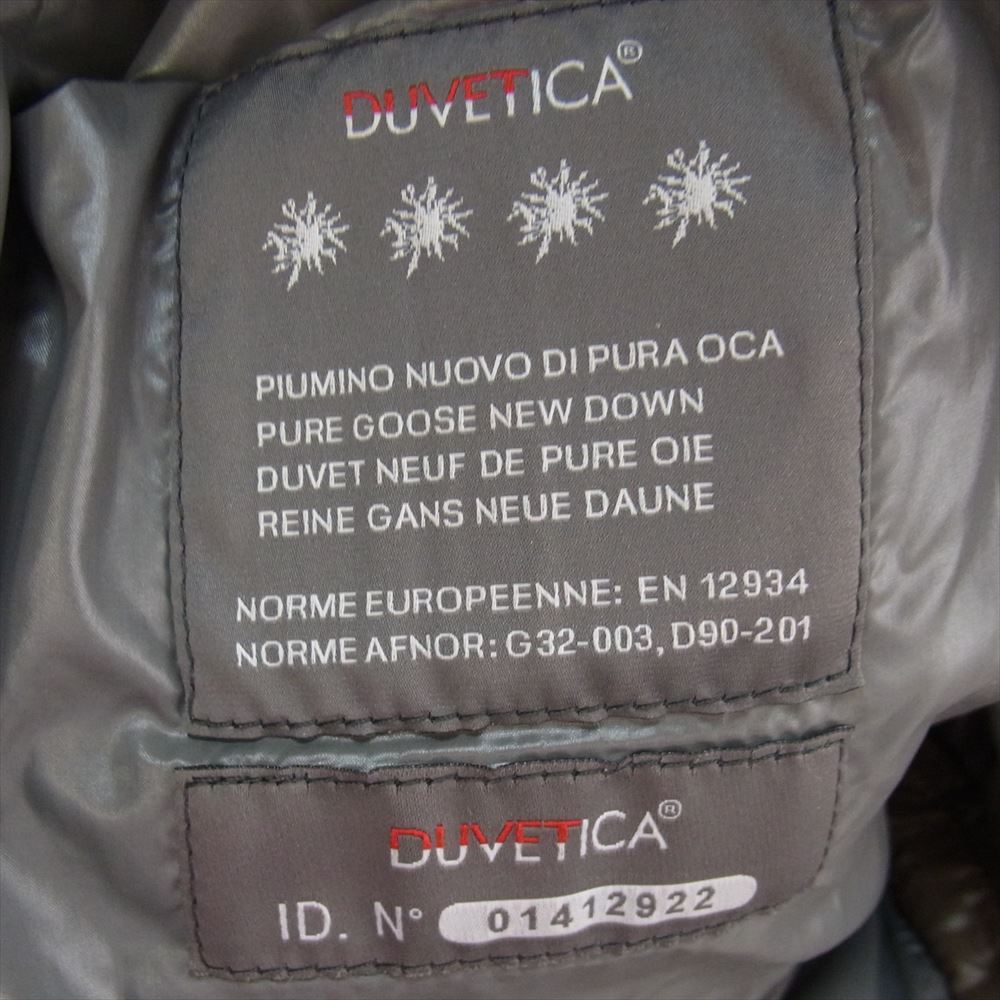 DUVETICA®
PIUMINO NUOVO DI PURA OCA
PURE GOOSE NEW DOWN
DUVET NEUF DE PURE OIE
REINE GANS NEUE DAUNE
NORME EUROPEENNE: EN 12934
NORME AFNOR: G32-003, D90-201
DUVETICA®
ID. N° 01412922